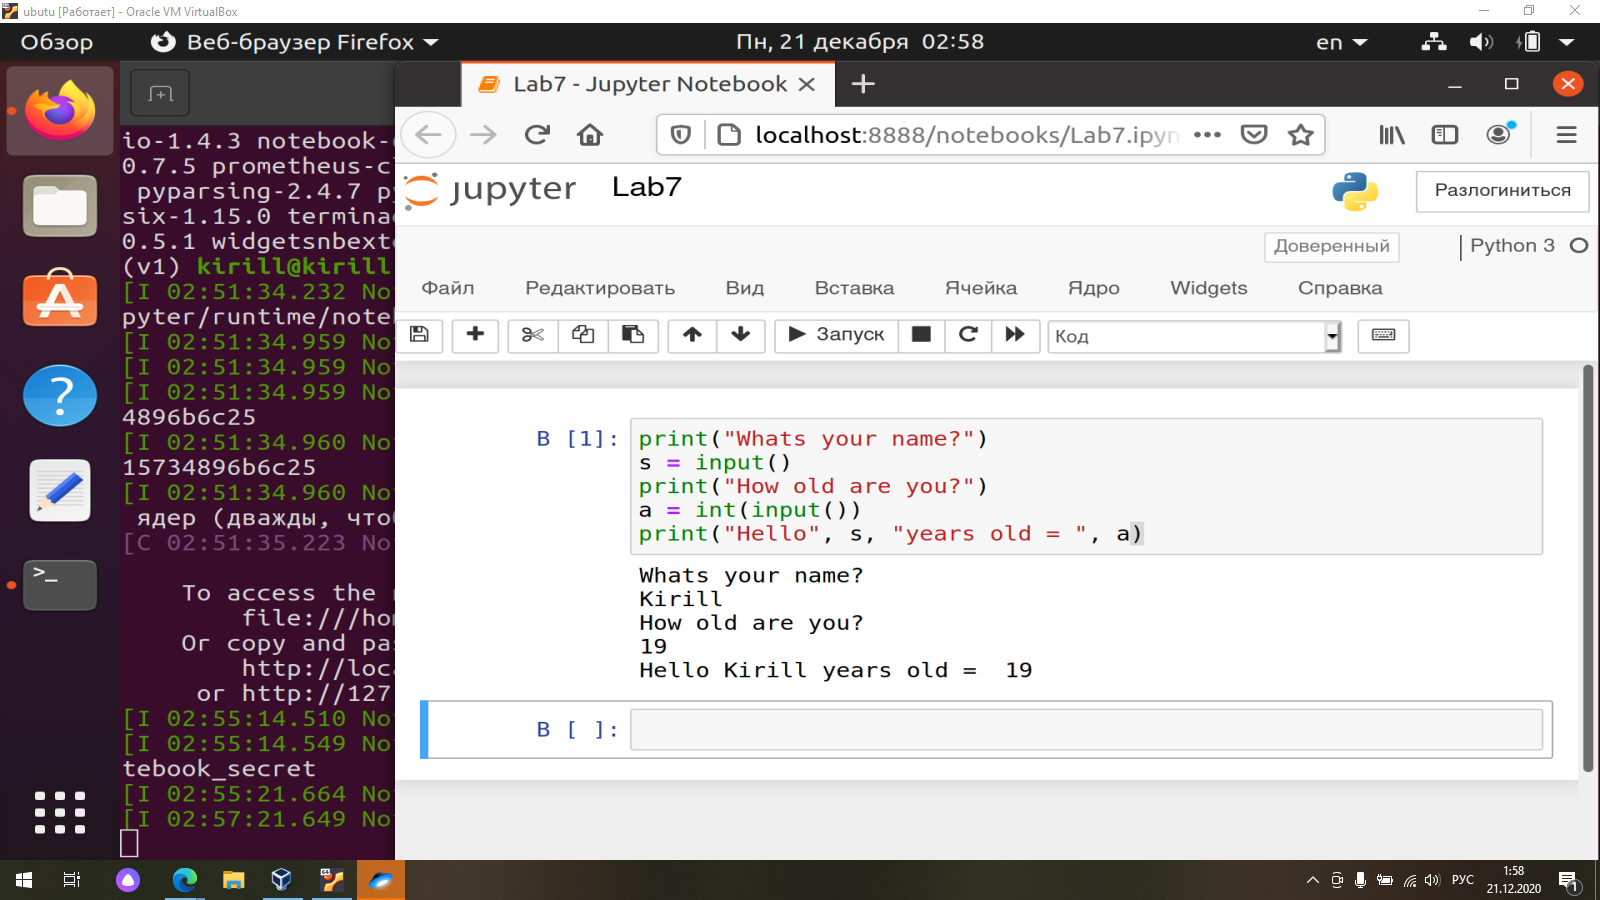 ubutu [Работает] - Oracle VM VirtualBox
Обзор
Веб-браузер Firefox
Пн, 21 декабря 02:58
en
Lab7 - Jupyter Notebook
localhost:8888/notebooks/Lab7.ipyn
jupyter Lab7
Разлогиниться
Доверенный
Python 3
Файл Редактировать Вид Вставка Ячейка Ядро Widgets Справка
Запуск
Код
io-1.4.3 notebook-
0.7.5 prometheus-c
pyparsing-2.4.7 py
six-1.15.0 termina
0.5.1 widgetsnbext
(v1) kirill@kirill
[I 02:51:34.232 No
pyter/runtime/note
[I 02:51:34.959 No
[I 02:51:34.959 No
[I 02:51:34.959 No
4896b6c25
[I 02:51:34.960 No
15734896b6c25
[I 02:51:34.960 No
ядер (дважды, что
[C 02:51:35.223 No
To access the
file:///ho
Or copy and pa
http://loc
or http://127
[I 02:55:14.510 No
[I 02:55:14.549 No
tebook_secret
[I 02:55:21.664 No
[I 02:57:21.649 No
В [1]:
print("Whats your name?")
s = input()
print("How old are you?")
a = int(input())
print("Hello", s, "years old = ", a)
Whats your name?
Kirill
How old are you?
19
Hello Kirill years old =  19
В [ ]:
РУС
1:58
21.12.2020
1